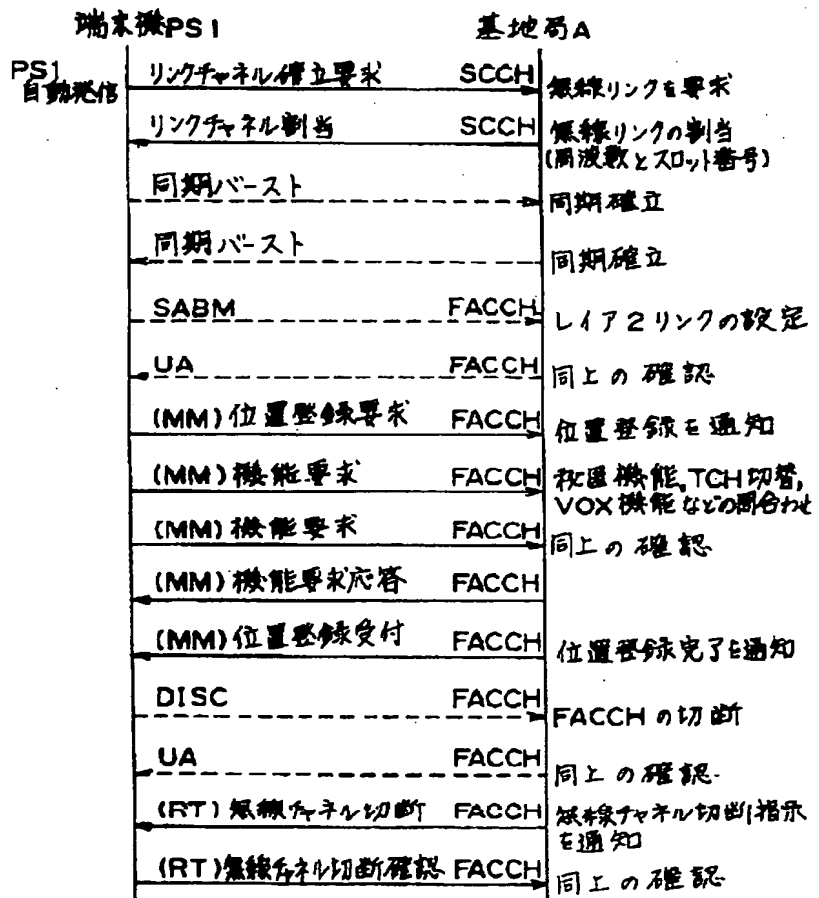 端末機PS1 基地局A
PS1 自動発信
リンクチャネル確立要求 SCCH 無線リンクを要求
リンクチャネル割当 SCCH 無線リンクの割当
(周波数とスロット番号)
同期バースト 同期確立
同期バースト 同期確立
SABM FACCH レイア2リンクの設定
UA FACCH 同上の確認
(MM)位置登録要求 FACCH 位置登録を通知
(MM)機能要求 FACCH 秘匿機能,TCH切替,
VOX機能などの問合わせ
(MM)機能要求 FACCH 同上の確認
(MM)機能要求応答 FACCH
(MM)位置登録受付 FACCH 位置登録完了を通知
DISC FACCH FACCHの切断
UA FACCH 同上の確認
(RT)無線チャネル切断 FACCH 無線チャネル切断指示
を通知
(RT)無線チャネル切断確認 FACCH 同上の確認